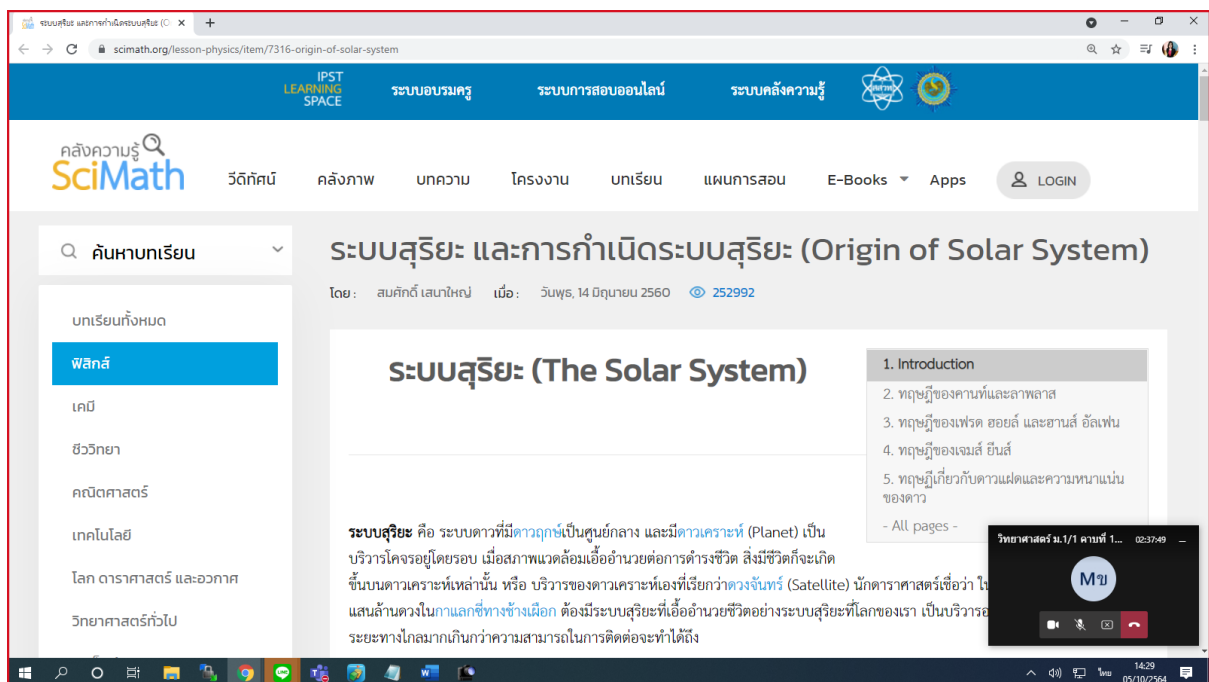 ระบบสุริยะ และการกำเนิดระบบสุริยะ (O
scimath.org/lesson-physics/item/7316-origin-of-solar-system
IPST
LEARNING
SPACE
ระบบอบรมครู
ระบบการสอบออนไลน์
ระบบคลังความรู้
สสวท
คลังความรู้
SciMath
วีดิทัศน์
คลังภาพ
บทความ
โครงงาน
บทเรียน
แผนการสอน
E-Books
Apps
LOGIN
ค้นหาบทเรียน
บทเรียนทั้งหมด
ฟิสิกส์
เคมี
ชีววิทยา
คณิตศาสตร์
เทคโนโลยี
โลก ดาราศาสตร์ และอวกาศ
วิทยาศาสตร์ทั่วไป
ระบบสุริยะ และการกำเนิดระบบสุริยะ (Origin of Solar System)
โดย : สมศักดิ์ เสนาใหญ่ เมื่อ : วันพุธ, 14 มิถุนายน 2560 252992
ระบบสุริยะ (The Solar System)
1. Introduction
2. ทฤษฎีของคานท์และลาพลาส
3. ทฤษฎีของเฟรด ฮอยล์ และฮานส์ อัลเฟน
4. ทฤษฎีของเจมส์ ยีนส์
5. ทฤษฎีเกี่ยวกับดาวแฝดและความหนาแน่น
ของดาว
- All pages -
ระบบสุริยะ คือ ระบบดาวที่มีดาวฤกษ์เป็นศูนย์กลาง และมีดาวเคราะห์ (Planet) เป็น
บริวารโคจรอยู่โดยรอบ เมื่อสภาพแวดล้อมเอื้ออำนวยต่อการดำรงชีวิต สิ่งมีชีวิตก็จะเกิด
ขึ้นบนดาวเคราะห์เหล่านั้น หรือ บริวารของดาวเคราะห์เองที่เรียกว่าดวงจันทร์ (Satellite) นักดาราศาสตร์เชื่อว่า ใ
แสนล้านดวงในกาแลกซี่ทางช้างเผือก ต้องมีระบบสุริยะที่เอื้ออำนวยชีวิตอย่างระบบสุริยะที่โลกของเรา เป็นบริวารอ
ระยะทางไกลมากเกินกว่าความสามารถในการติดต่อจะทำได้ถึง
วิทยาศาสตร์ ม.1/1 คาบที่ 1... 02:37:49
Mข
ไทย
14:29
05/10/2564